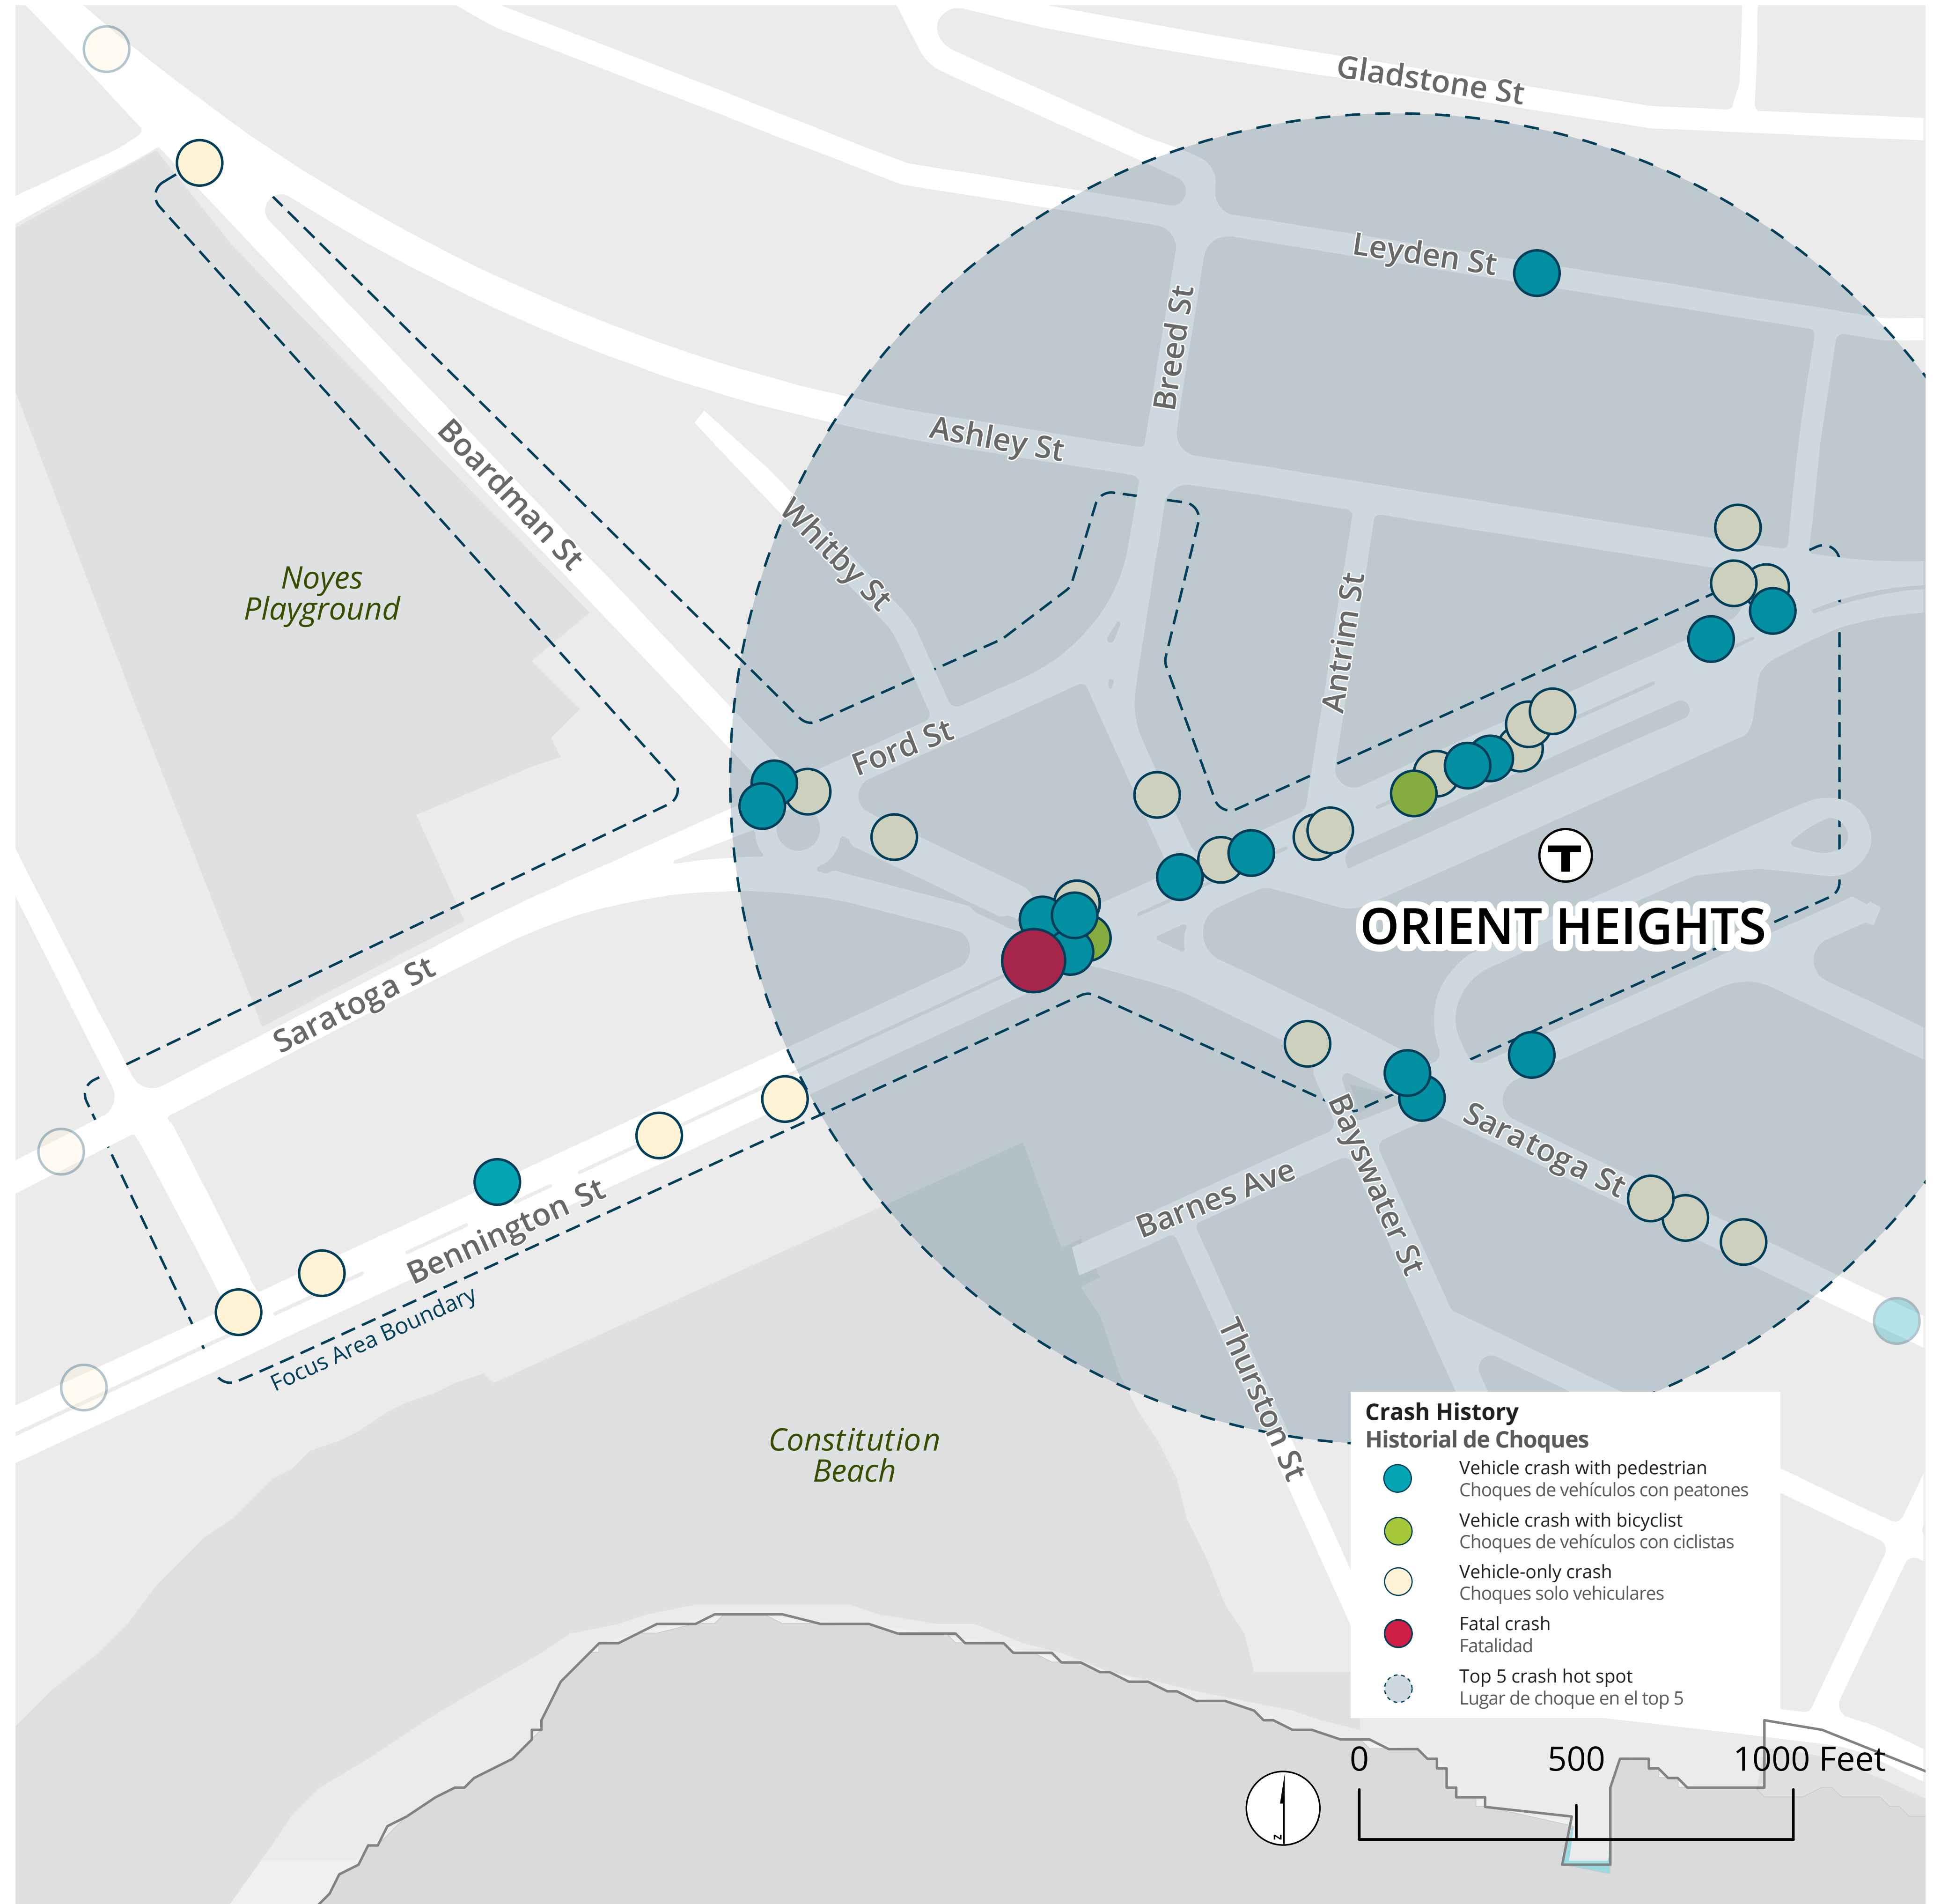 Gladstone St
Leyden St
Breed St
Ashley St
Boardman St
Whitby St
Noyes
Playground
Antrim St
Ford St
T
ORIENT HEIGHTS
Saratoga St
Bennington St
Focus Area Boundary
Saratoga St
Bayswater St
Barnes Ave
Thurston St
Constitution
Beach
Crash History
Historial de Choques
Vehicle crash with pedestrian
Choques de vehículos con peatones
Vehicle crash with bicyclist
Choques de vehículos con ciclistas
Vehicle-only crash
Choques solo vehiculares
Fatal crash
Fatalidad
Top 5 crash hot spot
Lugar de choque en el top 5
0 500 1000 Feet
z